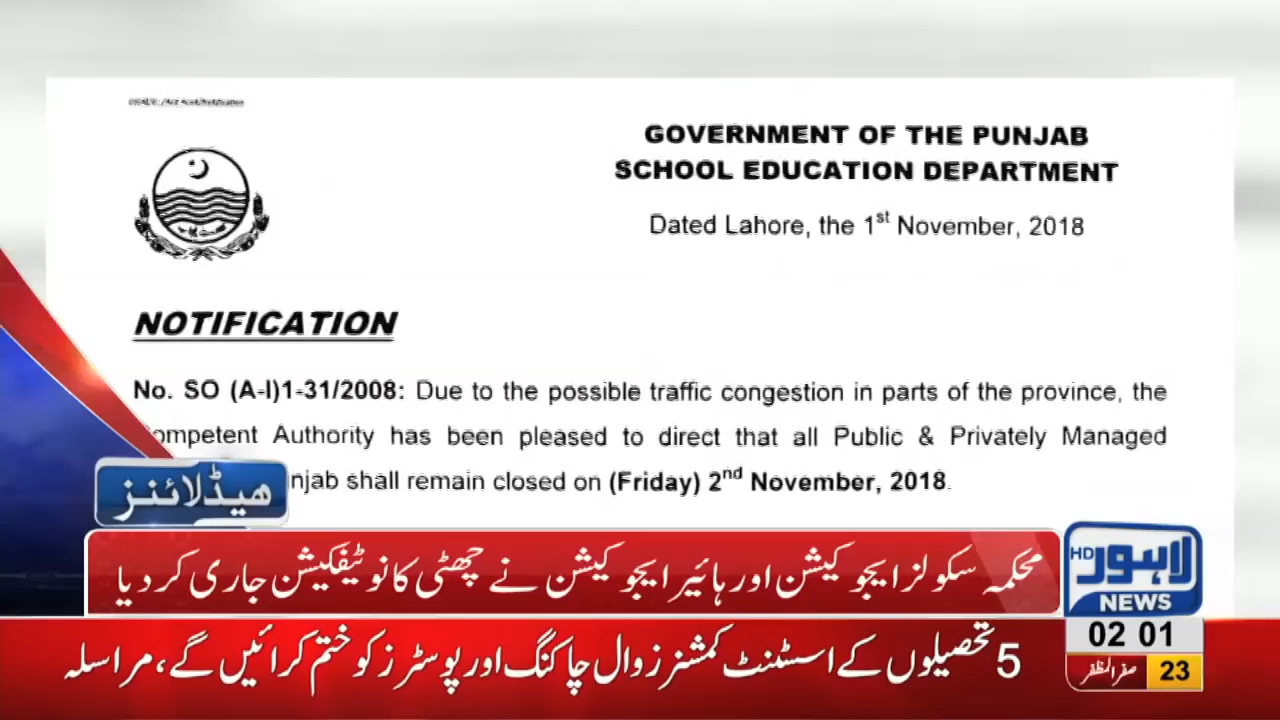 GOVERNMENT OF THE PUNJAB
SCHOOL EDUCATION DEPARTMENT
Dated Lahore, the 1st November, 2018
NOTIFICATION
No. SO (A-I)1-31/2008: Due to the possible traffic congestion in parts of the province, the
ompetent Authority has been pleased to direct that all Public & Privately Managed
njab shall remain closed on (Friday) 2nd November, 2018.
ھیڈلائنز
محکمہ سکولز ایجوکیشن اور ہائیر ایجوکیشن نے چھٹی کا نوٹیفکیشن جاری کر دیا
HD لاہور
NEWS
02 01
5 تحصیلوں کے اسسٹنٹ کمشنرز وال چاکنگ اور پوسٹرز کو ختم کرائیں گے، مراسلہ
23 صفر المظفر